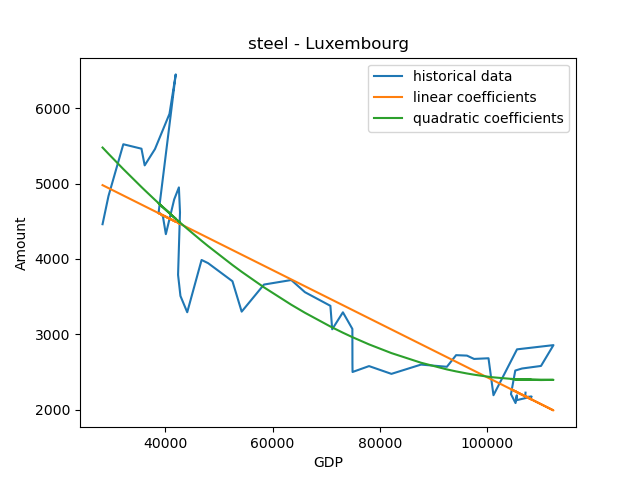 steel - Luxembourg
historical data
linear coefficients
quadratic coefficients
6000
5000
4000
3000
2000
Amount
40000 60000 80000 100000
GDP